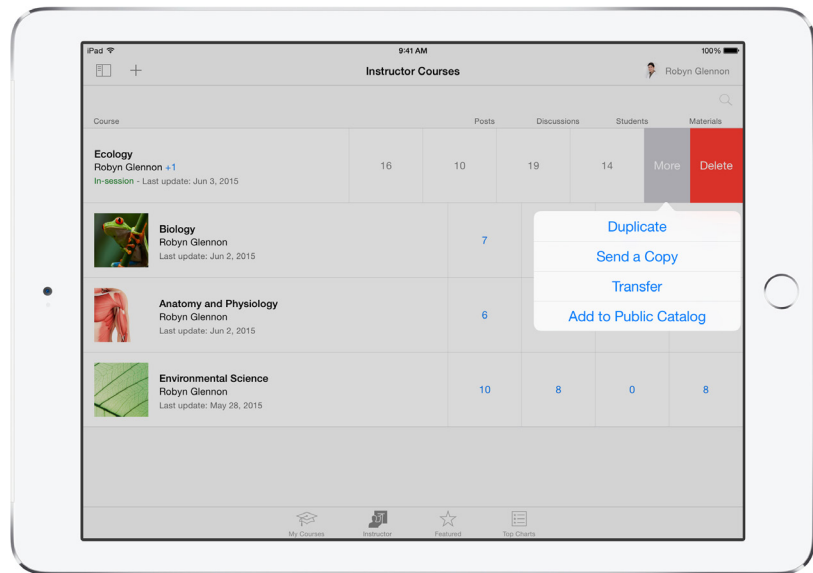 iPad 9:41 AM 100%
Instructor Courses Robyn Glennon
Course Posts Discussions Students Materials
Ecology
Robyn Glennon +1
In-session - Last update: Jun 3, 2015
16 10 19 14 More Delete
Duplicate
Send a Copy
Transfer
Add to Public Catalog
Biology
Robyn Glennon
Last update: Jun 2, 2015
7
Anatomy and Physiology
Robyn Glennon
Last update: Jun 2, 2015
6
Environmental Science
Robyn Glennon
Last update: May 28, 2015
10 8 0 8
My Courses Instructor Featured Top Charts